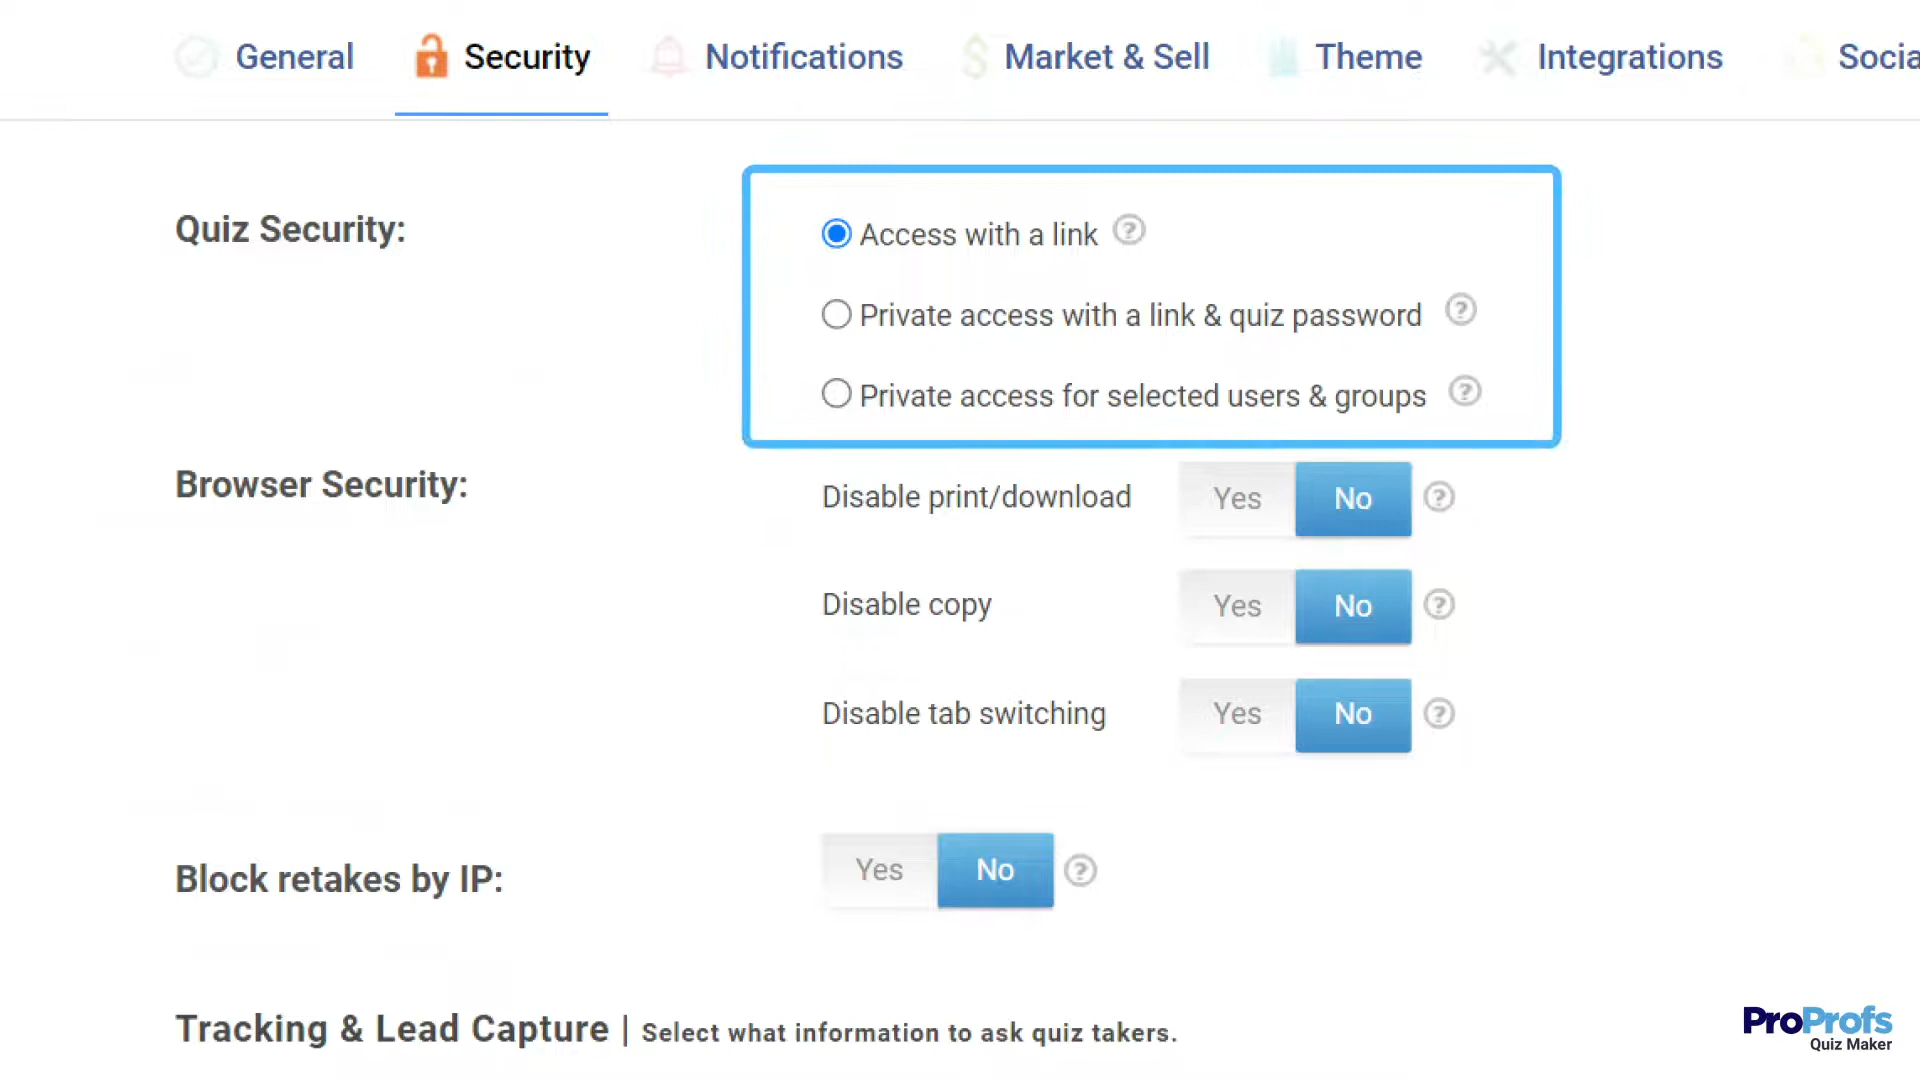 General Security Notifications Market & Sell Theme Integrations Socia
Quiz Security:
Access with a link ?
Private access with a link & quiz password ?
Private access for selected users & groups ?
Browser Security:
Disable print/download Yes No ?
Disable copy Yes No ?
Disable tab switching Yes No ?
Block retakes by IP: Yes No ?
Tracking & Lead Capture | Select what information to ask quiz takers.
ProProfs
Quiz Maker